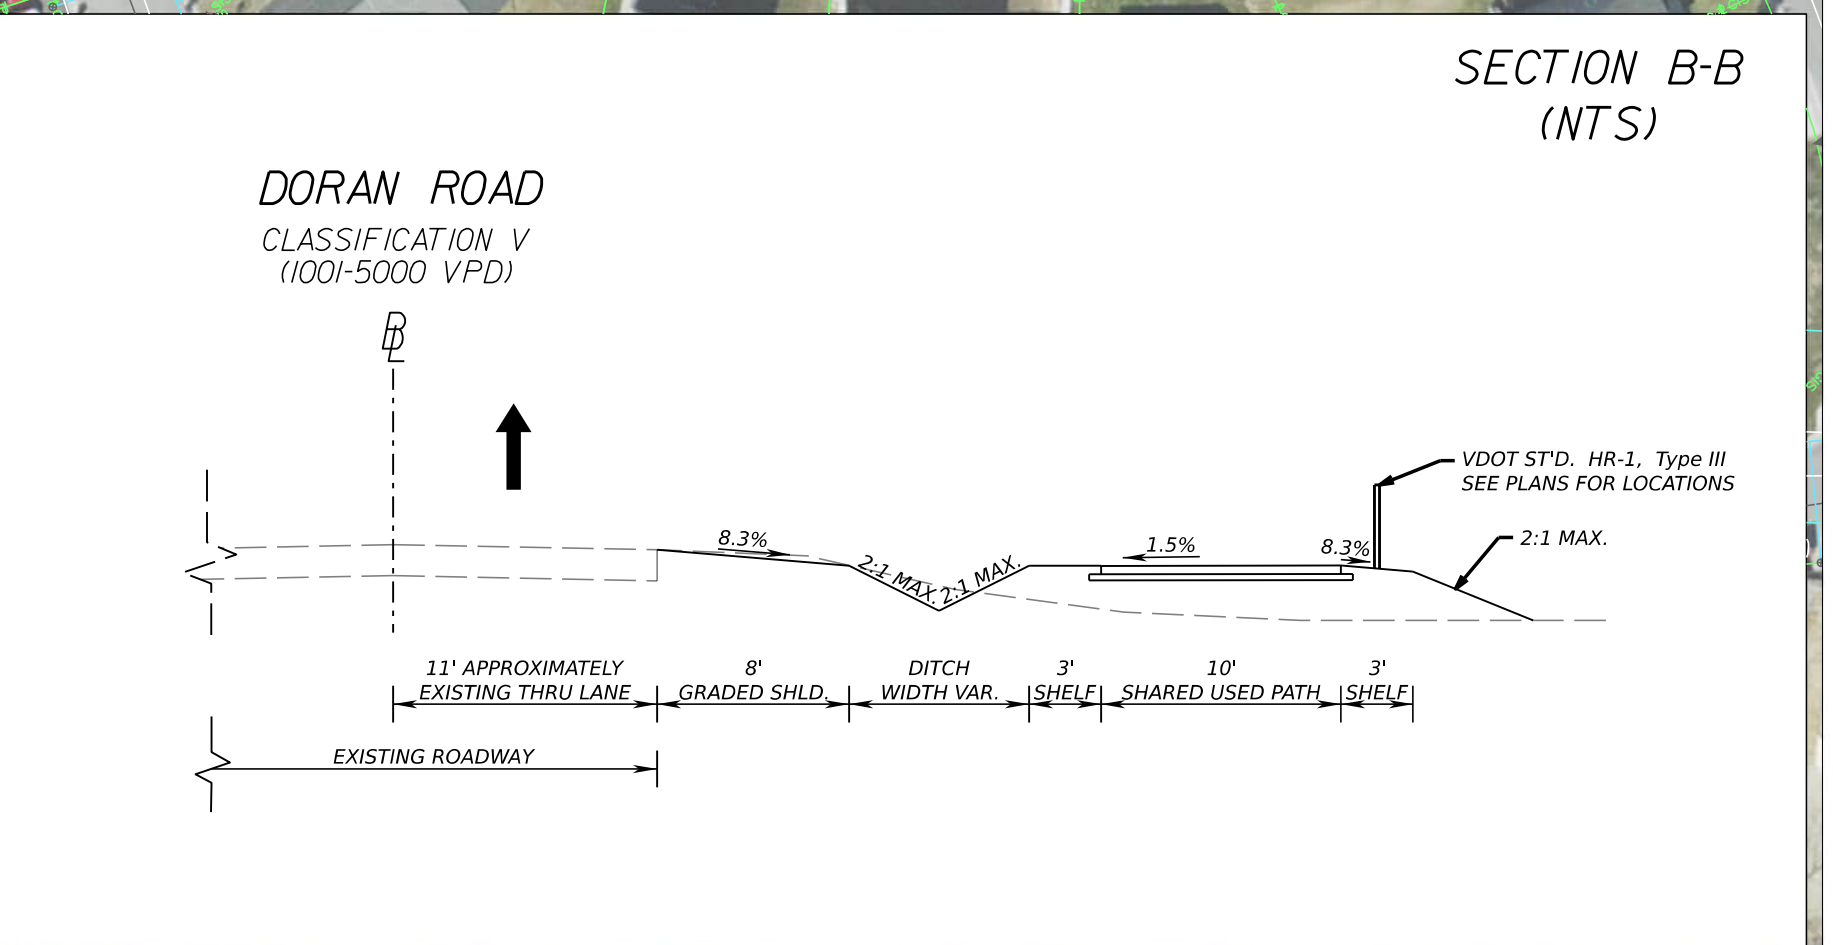 SECTION B-B
(NTS)
DORAN ROAD
CLASSIFICATION V
(1001-5000 VPD)
BL
VDOT ST'D. HR-1, Type III
SEE PLANS FOR LOCATIONS
2:1 MAX.
8.3%
2:1 MAX.
2:1 MAX.
1.5%
8.3%
11' APPROXIMATELY
EXISTING THRU LANE
8'
GRADED SHLD.
DITCH
WIDTH VAR.
3'
SHELF
10'
SHARED USED PATH
3'
SHELF
EXISTING ROADWAY